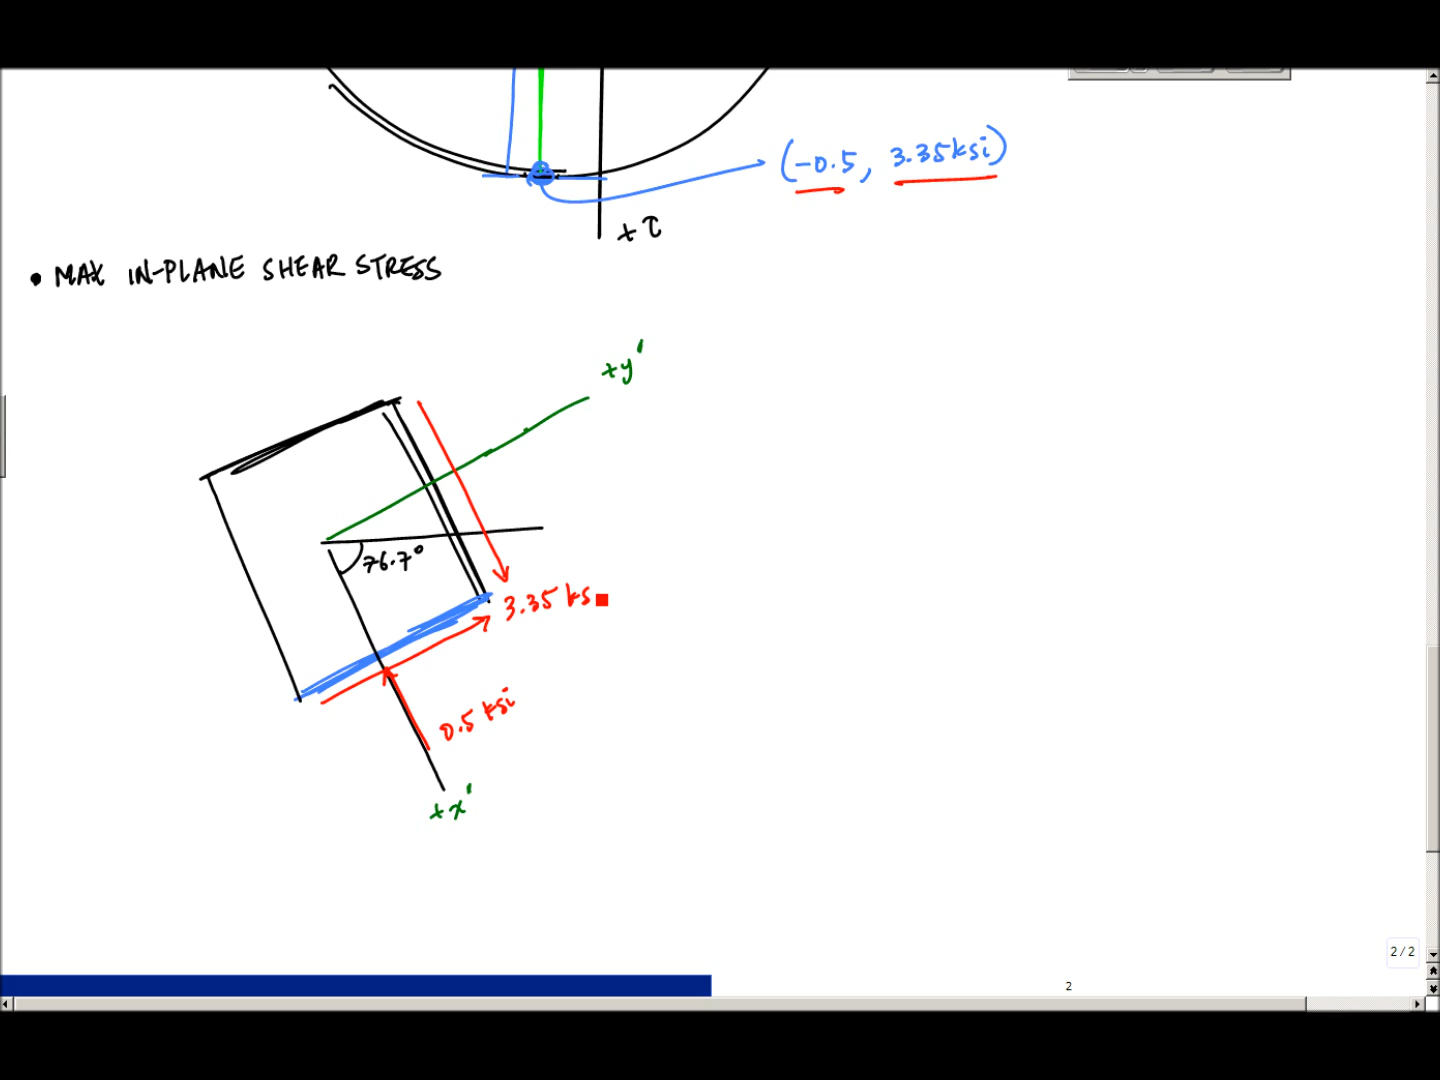 (-0.5, 3.35ksi)
+τ
• MAX IN-PLANE SHEAR STRESS
+y'
76.7°
3.35 ks
0.5 ksi
+x'
2 / 2
2